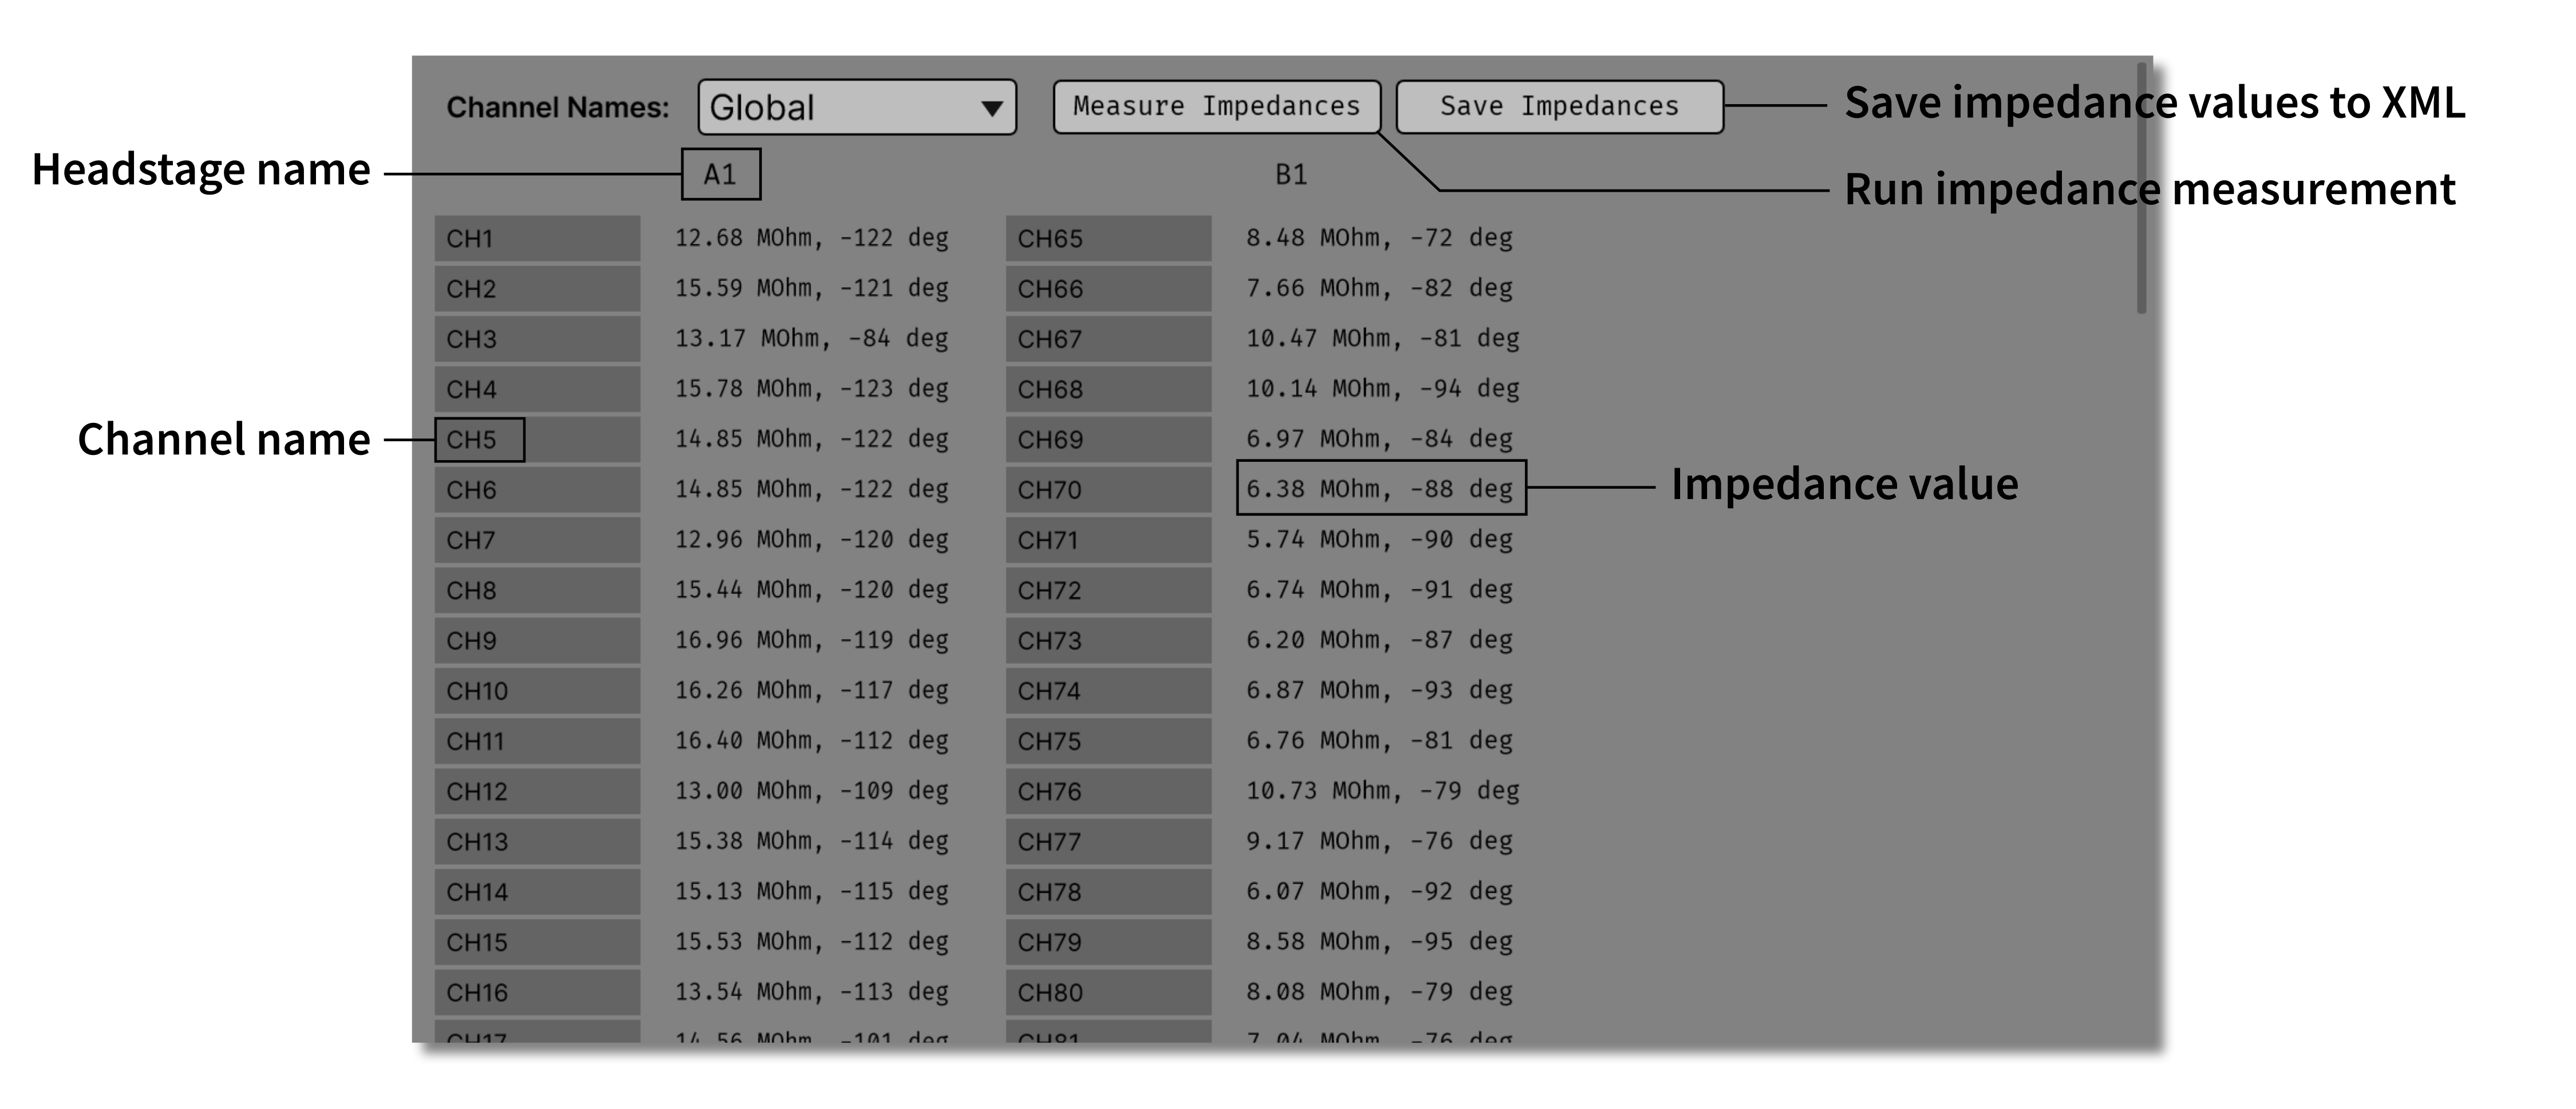 Channel Names: Global Measure Impedances Save Impedances Save impedance values to XML
Headstage name A1 B1 Run impedance measurement
CH1 12.68 MOhm, -122 deg CH65 8.48 MOhm, -72 deg
CH2 15.59 MOhm, -121 deg CH66 7.66 MOhm, -82 deg
CH3 13.17 MOhm, -84 deg CH67 10.47 MOhm, -81 deg
CH4 15.78 MOhm, -123 deg CH68 10.14 MOhm, -94 deg
Channel name CH5 14.85 MOhm, -122 deg CH69 6.97 MOhm, -84 deg
CH6 14.85 MOhm, -122 deg CH70 6.38 MOhm, -88 deg Impedance value
CH7 12.96 MOhm, -120 deg CH71 5.74 MOhm, -90 deg
CH8 15.44 MOhm, -120 deg CH72 6.74 MOhm, -91 deg
CH9 16.96 MOhm, -119 deg CH73 6.20 MOhm, -87 deg
CH10 16.26 MOhm, -117 deg CH74 6.87 MOhm, -93 deg
CH11 16.40 MOhm, -112 deg CH75 6.76 MOhm, -81 deg
CH12 13.00 MOhm, -109 deg CH76 10.73 MOhm, -79 deg
CH13 15.38 MOhm, -114 deg CH77 9.17 MOhm, -76 deg
CH14 15.13 MOhm, -115 deg CH78 6.07 MOhm, -92 deg
CH15 15.53 MOhm, -112 deg CH79 8.58 MOhm, -95 deg
CH16 13.54 MOhm, -113 deg CH80 8.08 MOhm, -79 deg
CH17 14.56 MOhm, -101 deg CH81 7.04 MOhm, -76 deg